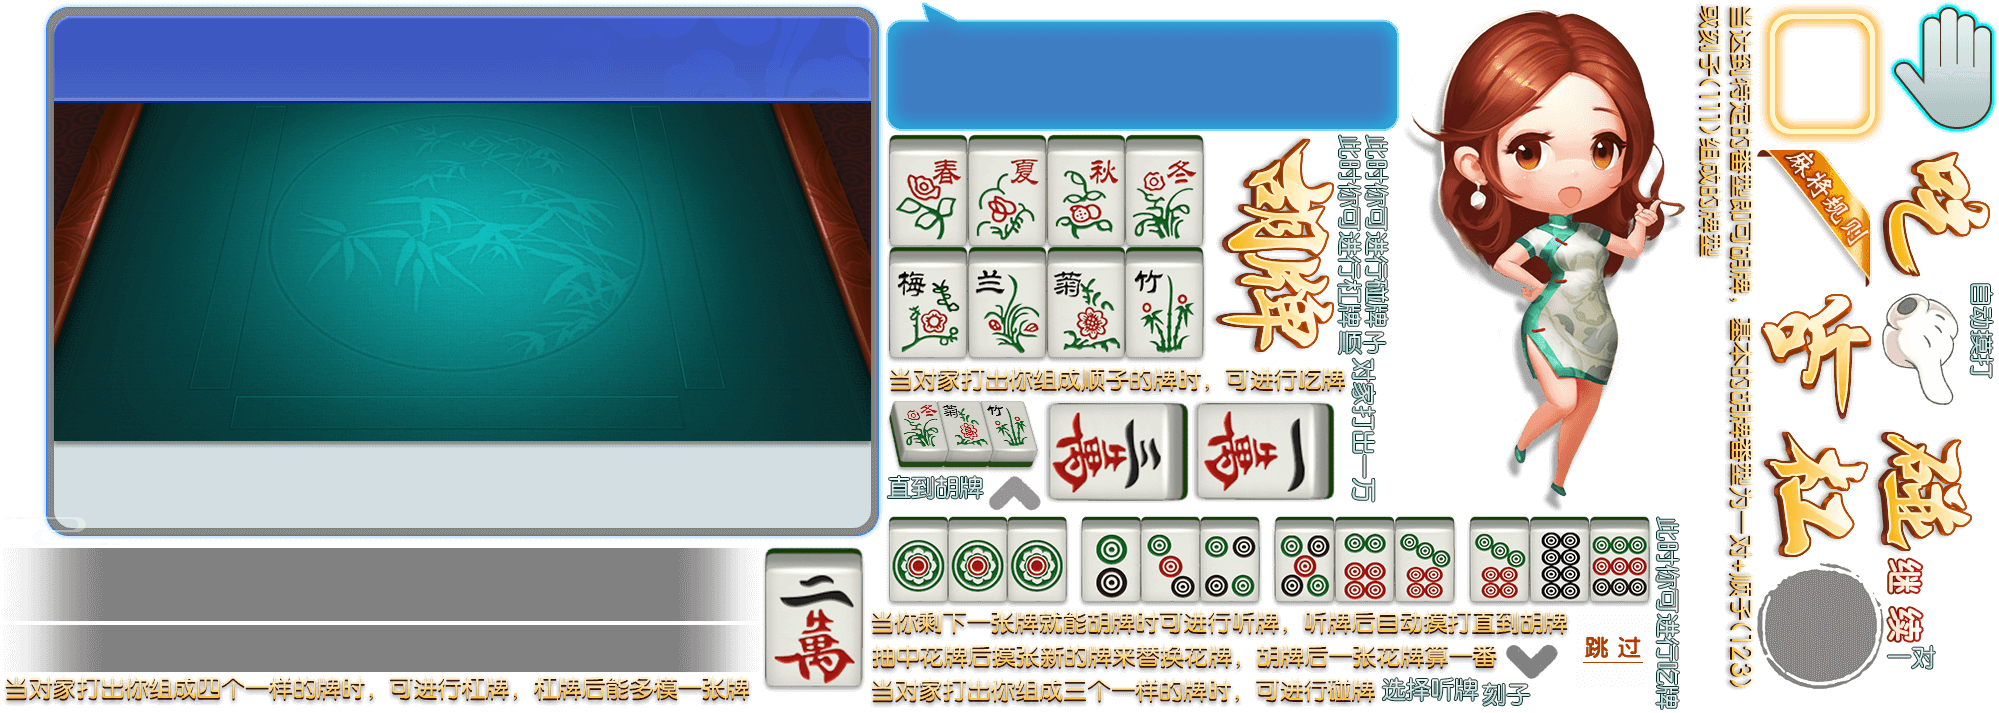 春
夏
秋
冬
梅
兰
菊
竹
胡牌
此时你可进行碰牌
此时你可进行杠牌
当对家打出你组成顺子的牌时，可进行吃牌
冬
菊
竹
三萬
一萬
对家打出一万
直到胡牌
二萬
当你剩下一张牌就能胡牌时可进行听牌，听牌后自动摸打直到胡牌
抽中花牌后摸张新的牌来替换花牌，胡牌后一张花牌算一番
当对家打出你组成三个一样的牌时，可进行碰牌
选择听牌
刻子
跳过
当对家打出你组成四个一样的牌时，可进行杠牌，杠牌后能多摸一张牌
此时你可进行吃牌
当达到特定的番型即可胡牌，基本的胡牌番型为一对+顺子(123)
或刻子(111)组成的牌型
麻将规则
吃
听
杠
碰
自动摸打
继续
一对